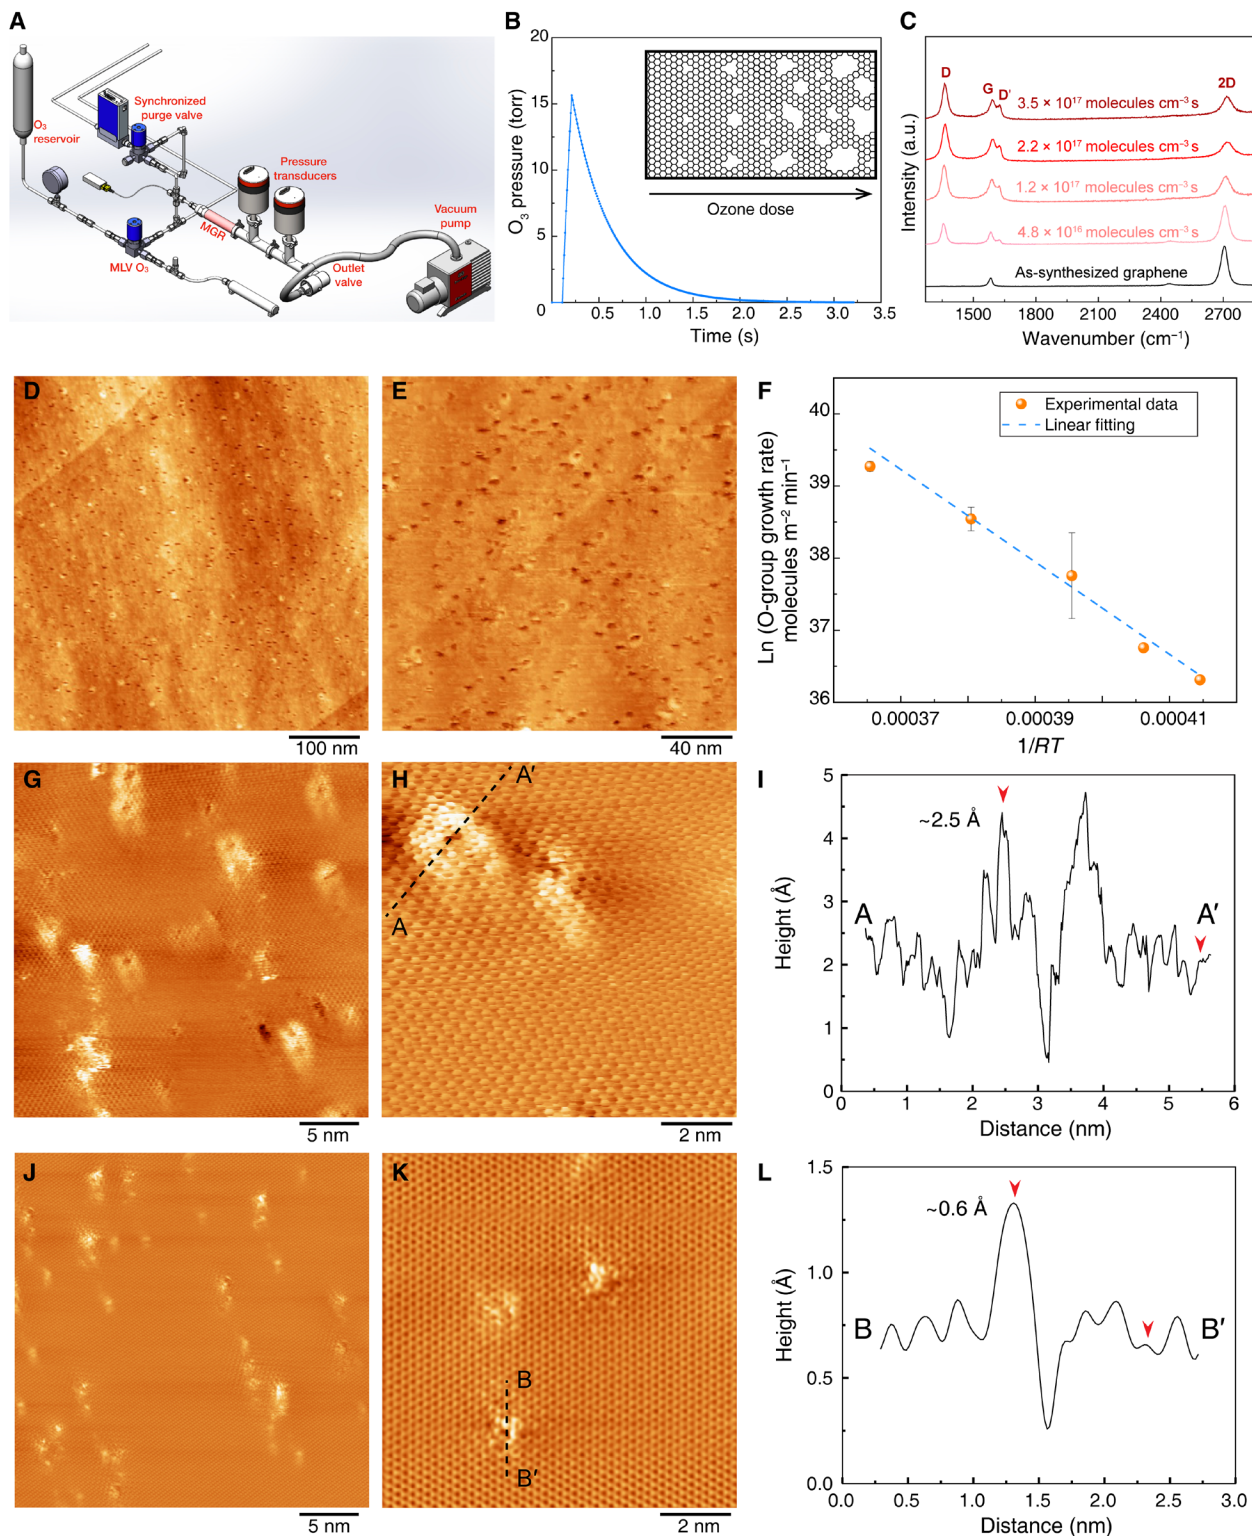 A
O₃
reservoir
Synchronized
purge valve
Pressure
transducers
MGR
Vacuum
pump
MLV O₃
Outlet
valve
B
O₃ pressure (torr)
20
15
10
5
0
0.5
1.0
1.5
2.0
2.5
3.0
3.5
Time (s)
Ozone dose
C
Intensity (a.u.)
D
G
D′
2D
3.5 × 10¹⁷ molecules cm⁻³ s
2.2 × 10¹⁷ molecules cm⁻³ s
1.2 × 10¹⁷ molecules cm⁻³ s
4.8 × 10¹⁶ molecules cm⁻³ s
As-synthesized graphene
1500
1800
2100
2400
2700
Wavenumber (cm⁻¹)
D
100 nm
E
40 nm
F
Ln (O-group growth rate)
molecules m⁻² min⁻¹
40
39
38
37
36
Experimental data
Linear fitting
0.00037
0.00039
0.00041
1/RT
G
5 nm
H
A′
A
2 nm
I
Height (Å)
5
4
3
2
1
0
~2.5 Å
A
A′
0
1
2
3
4
5
6
Distance (nm)
J
5 nm
K
B
B′
2 nm
L
Height (Å)
1.5
1.0
0.5
0.0
~0.6 Å
B
B′
0.0
0.5
1.0
1.5
2.0
2.5
3.0
Distance (nm)